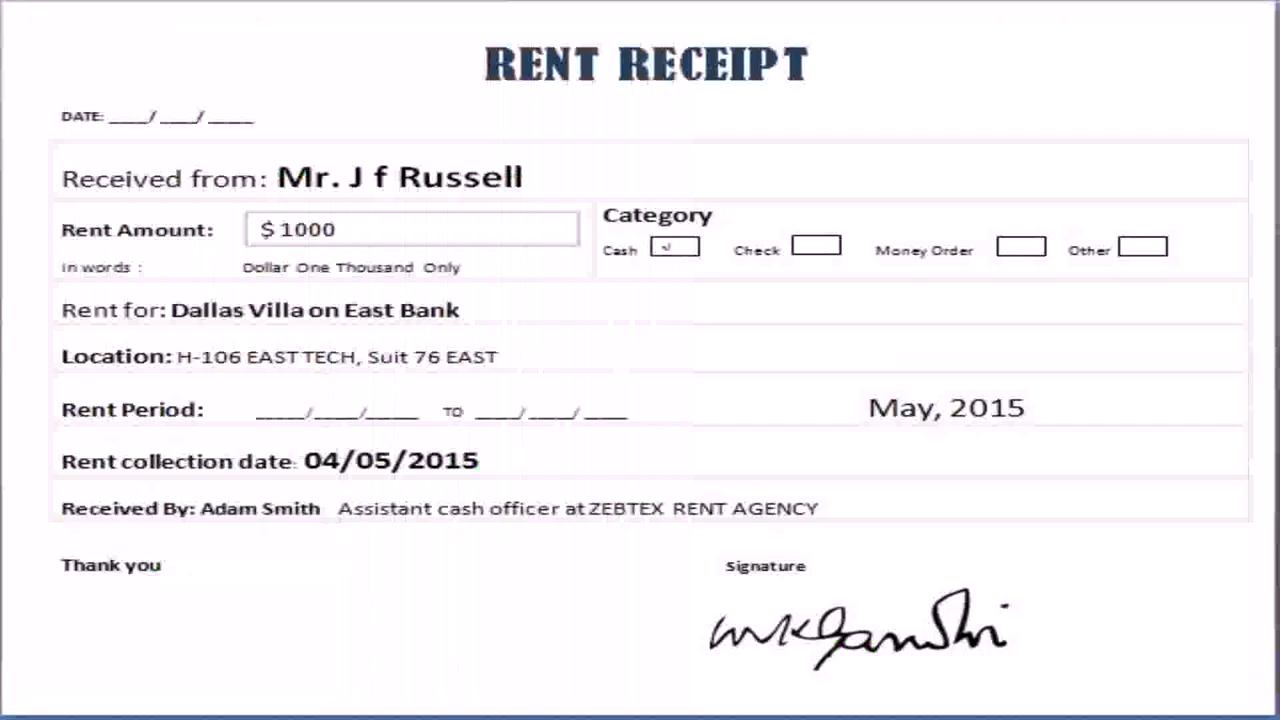 RENT RECEIPT
DATE: ____/ ____/ _____
Received from: Mr. J f Russell
Rent Amount: $ 1000
Category
Cash √ Check Money Order Other
In words : Dollar One Thousand Only
Rent for: Dallas Villa on East Bank
Location: H-106 EAST TECH, Suit 76 EAST
Rent Period: _____/____/_____ TO ____/____/ ____ May, 2015
Rent collection date: 04/05/2015
Received By: Adam Smith Assistant cash officer at ZEBTEX RENT AGENCY
Thank you Signature
mkgandhi